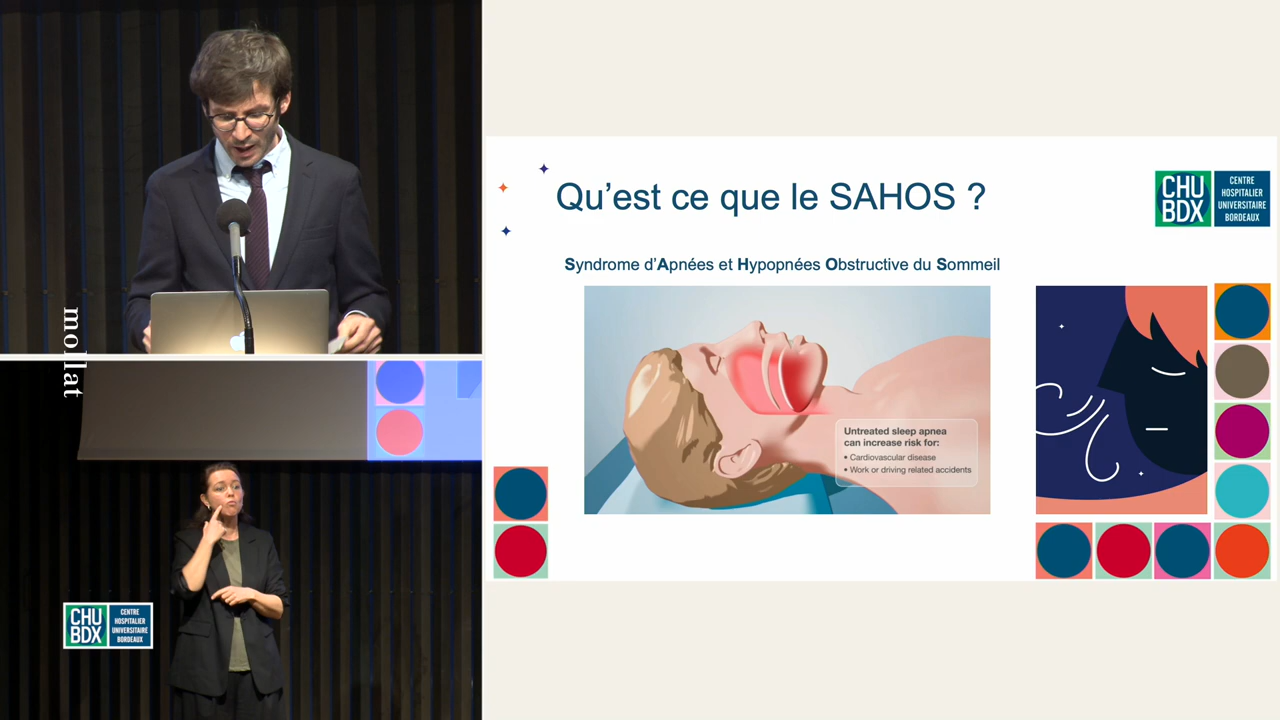 mollat
CHU
BDX
CENTRE
HOSPITALIER
UNIVERSITAIRE
BORDEAUX
Qu’est ce que le SAHOS ?
CHU
BDX
CENTRE
HOSPITALIER
UNIVERSITAIRE
BORDEAUX
Syndrome d’Apnées et Hypopnées Obstructive du Sommeil
Untreated sleep apnea
can increase risk for:
• Cardiovascular disease
• Work or driving related accidents